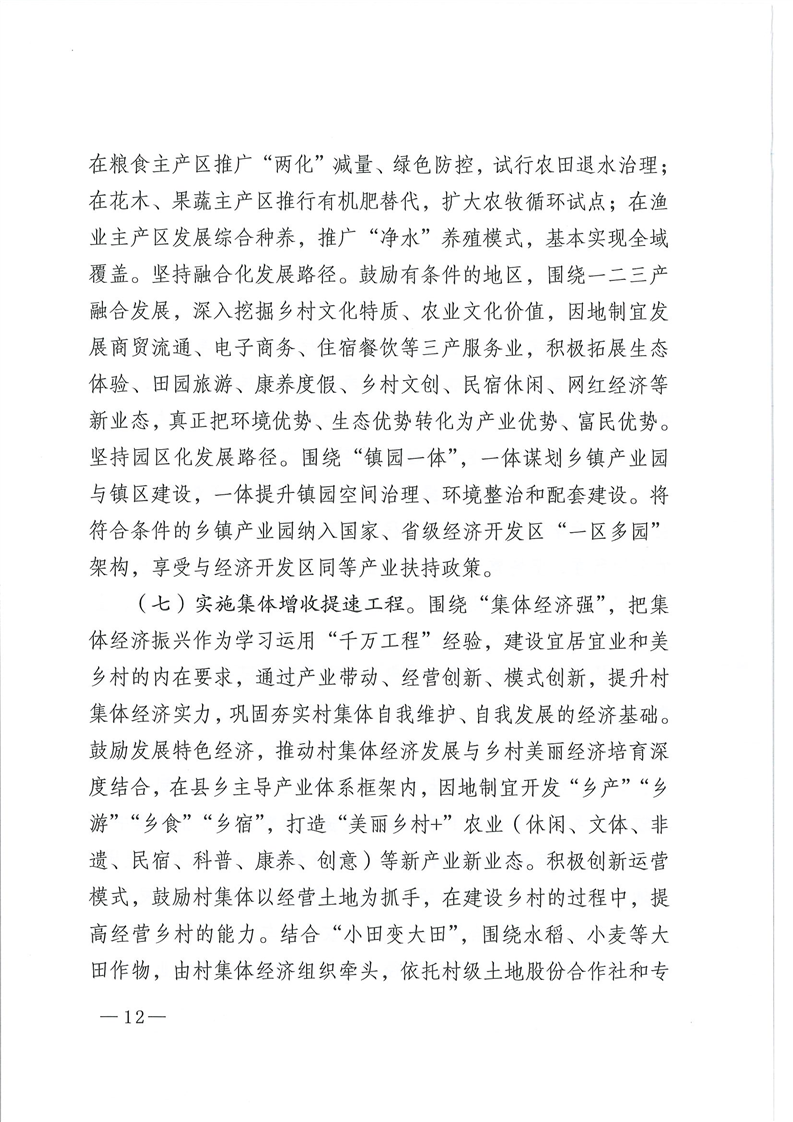 在粮食主产区推广“两化”减量、绿色防控，试行农田退水治理；
在花木、果蔬主产区推行有机肥替代，扩大农牧循环试点；在渔
业主产区发展综合种养，推广“净水”养殖模式，基本实现全域
覆盖。坚持融合化发展路径。鼓励有条件的地区，围绕一二三产
融合发展，深入挖掘乡村文化特质、农业文化价值，因地制宜发
展商贸流通、电子商务、住宿餐饮等三产服务业，积极拓展生态
体验、田园旅游、康养度假、乡村文创、民宿休闲、网红经济等
新业态，真正把环境优势、生态优势转化为产业优势、富民优势。
坚持园区化发展路径。围绕“镇园一体”，一体谋划乡镇产业园
与镇区建设，一体提升镇园空间治理、环境整治和配套建设。将
符合条件的乡镇产业园纳入国家、省级经济开发区“一区多园”
架构，享受与经济开发区同等产业扶持政策。
（七）实施集体增收提速工程。围绕“集体经济强”，把集
体经济振兴作为学习运用“千万工程”经验，建设宜居宜业和美
乡村的内在要求，通过产业带动、经营创新、模式创新，提升村
集体经济实力，巩固夯实村集体自我维护、自我发展的经济基础。
鼓励发展特色经济，推动村集体经济发展与乡村美丽经济培育深
度结合，在县乡主导产业体系框架内，因地制宜开发“乡产”“乡
游”“乡食”“乡宿”，打造“美丽乡村+”农业（休闲、文体、非
遗、民宿、科普、康养、创意）等新产业新业态。积极创新运营
模式，鼓励村集体以经营土地为抓手，在建设乡村的过程中，提
高经营乡村的能力。结合“小田变大田”，围绕水稻、小麦等大
田作物，由村集体经济组织牵头，依托村级土地股份合作社和专
—12—